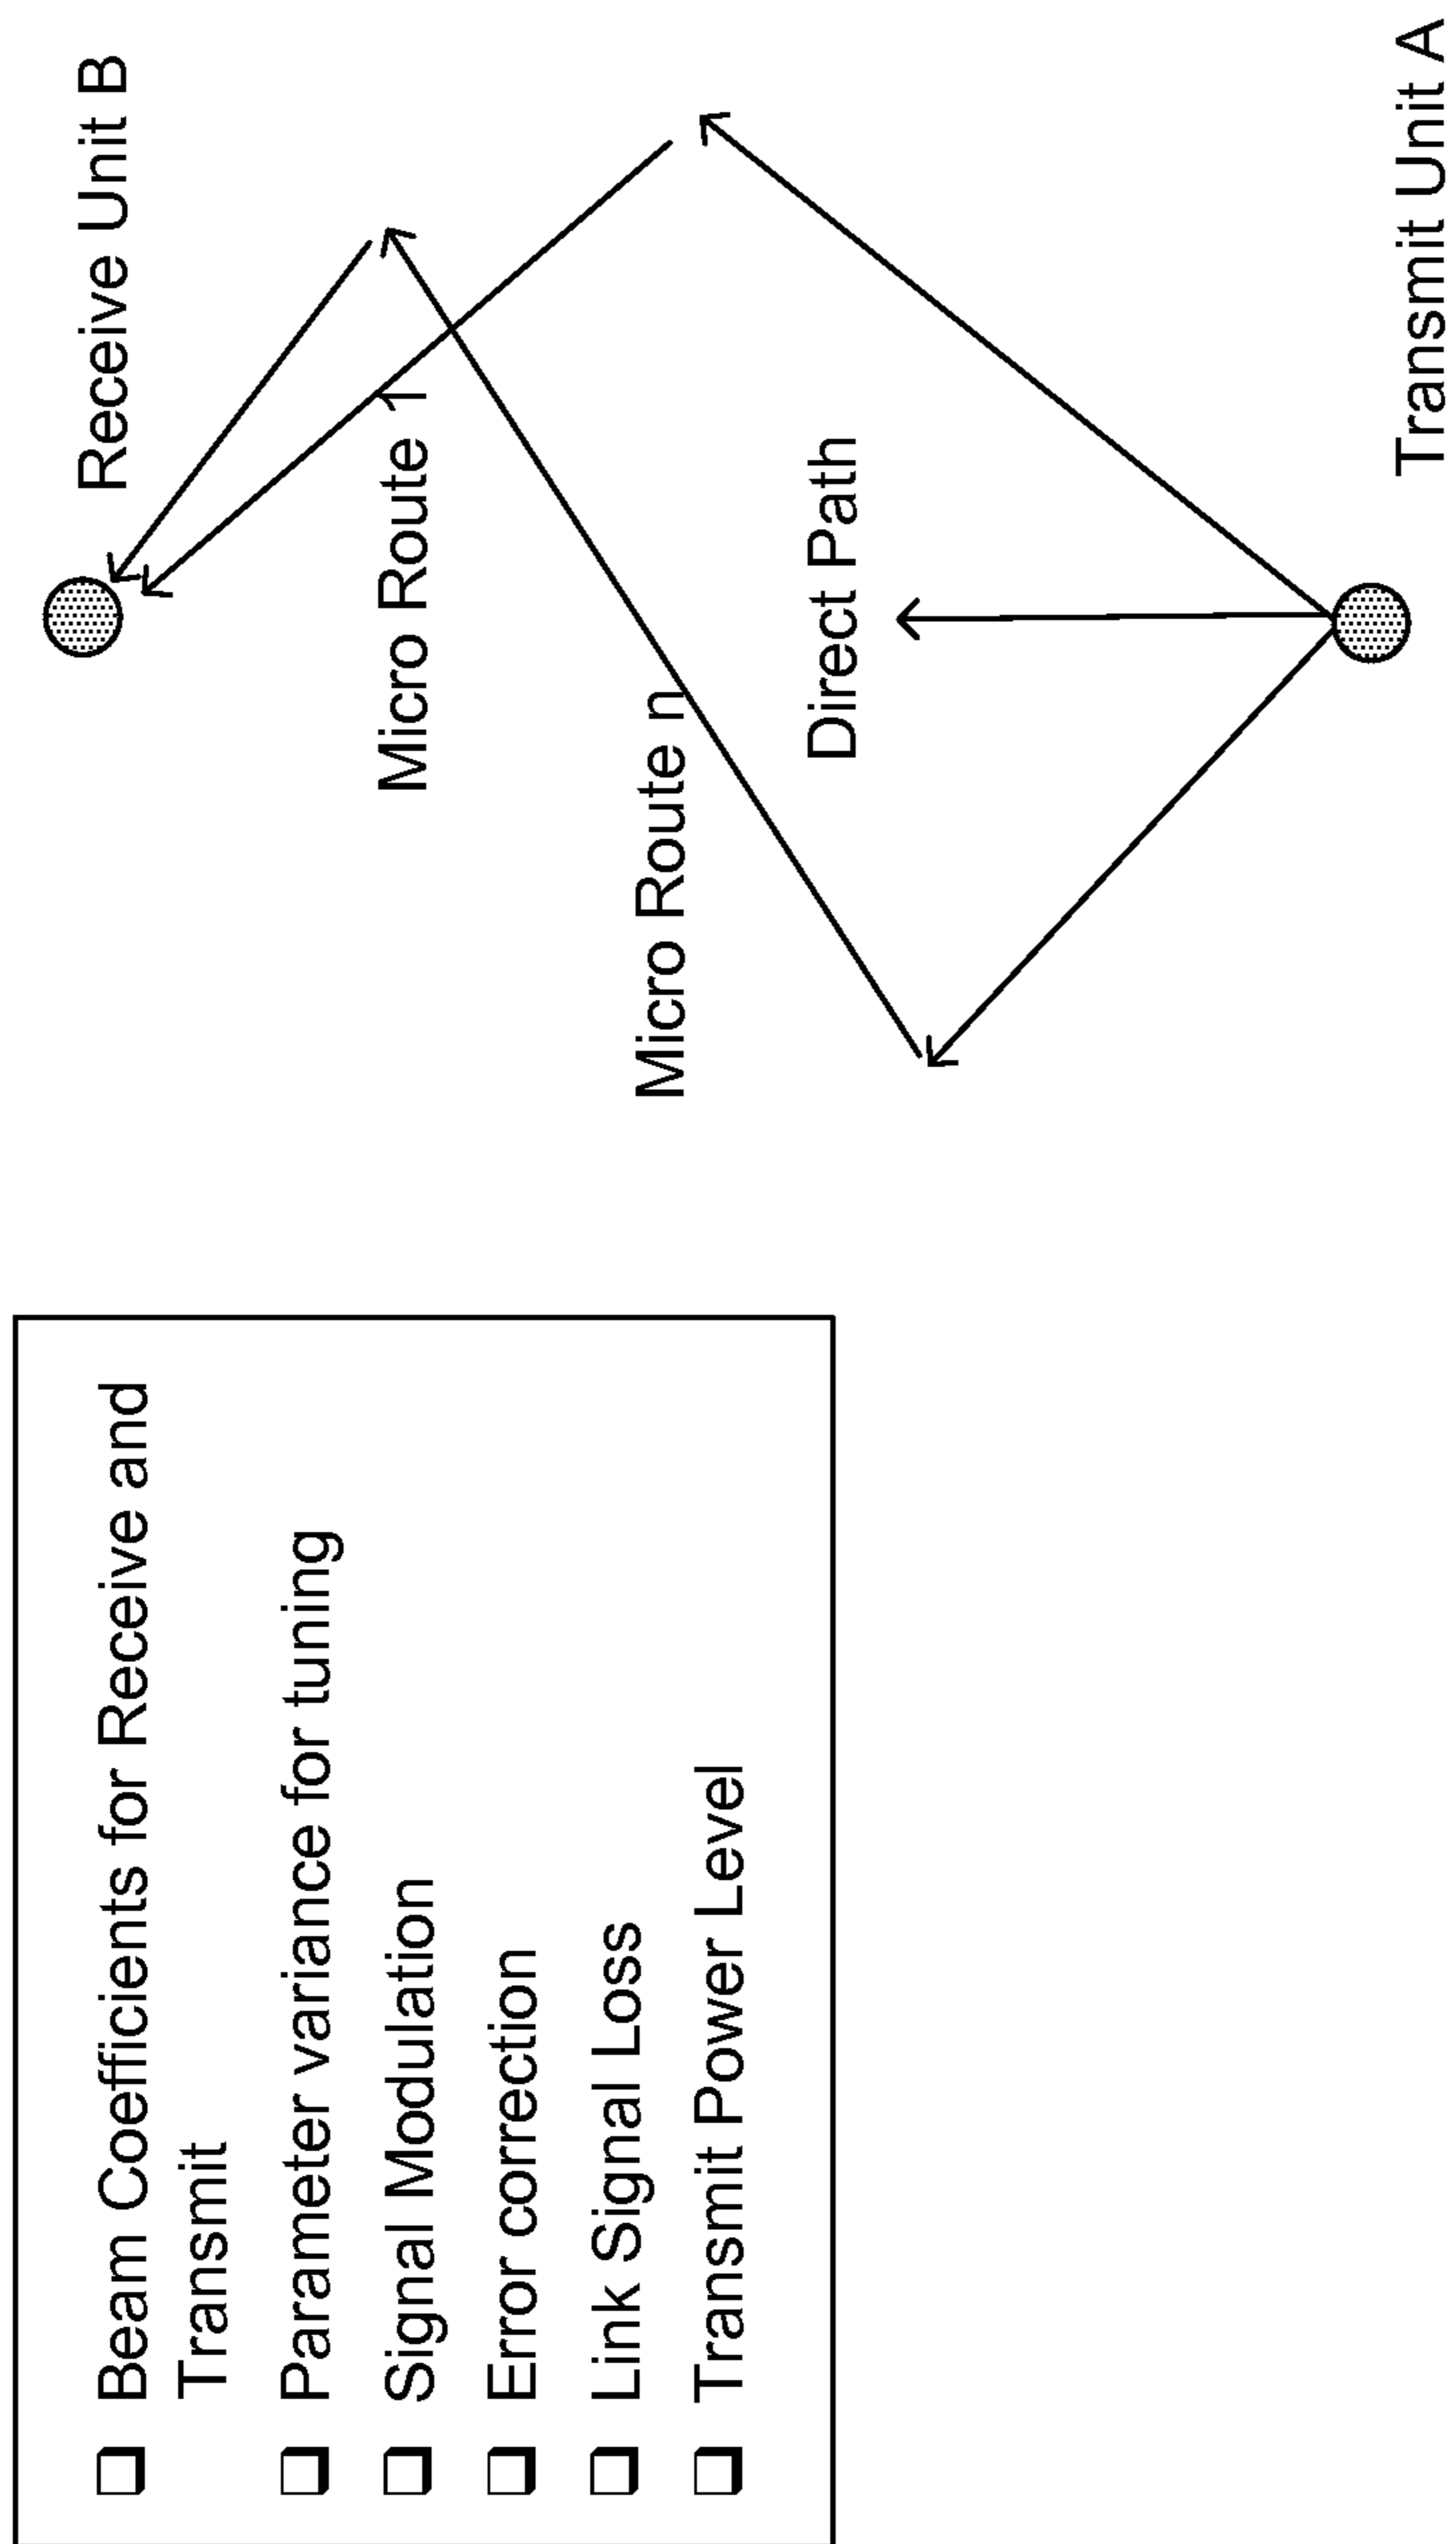 Beam Coefficients for Receive and
Transmit
Parameter variance for tuning
Signal Modulation
Error correction
Link Signal Loss
Transmit Power Level
Receive Unit B
Micro Route 1
Micro Route n
Direct Path
Transmit Unit A